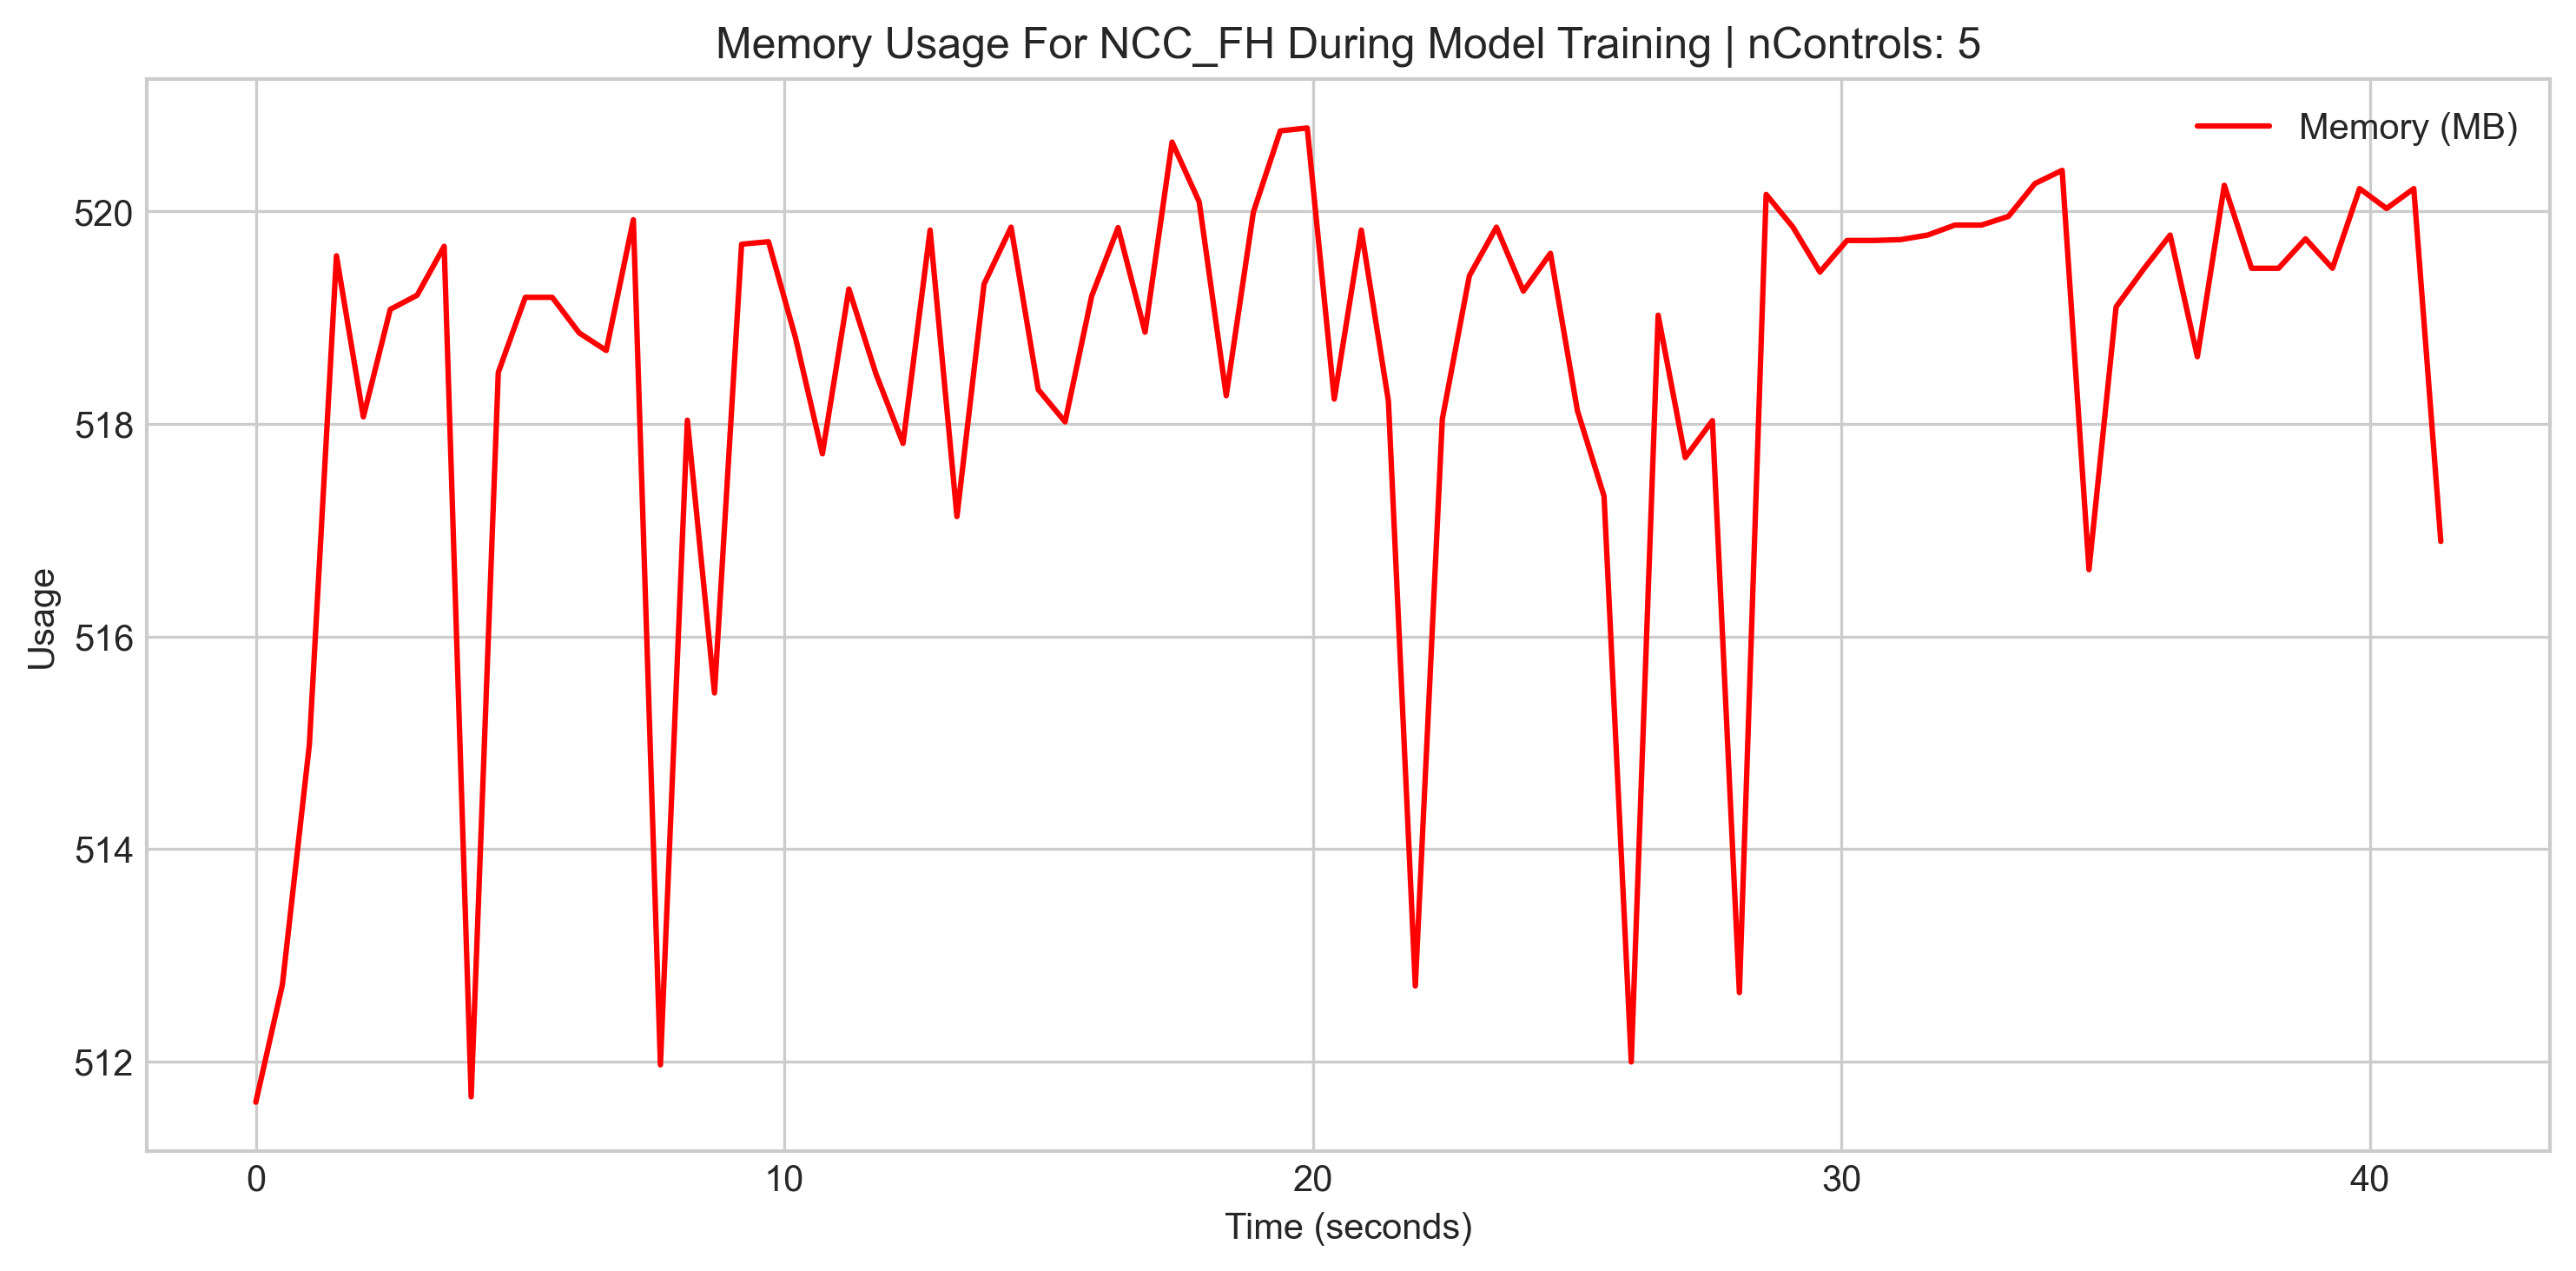 Memory Usage For NCC_FH During Model Training | nControls: 5
Memory (MB)
520
518
516
514
512
Usage
0 10 20 30 40
Time (seconds)